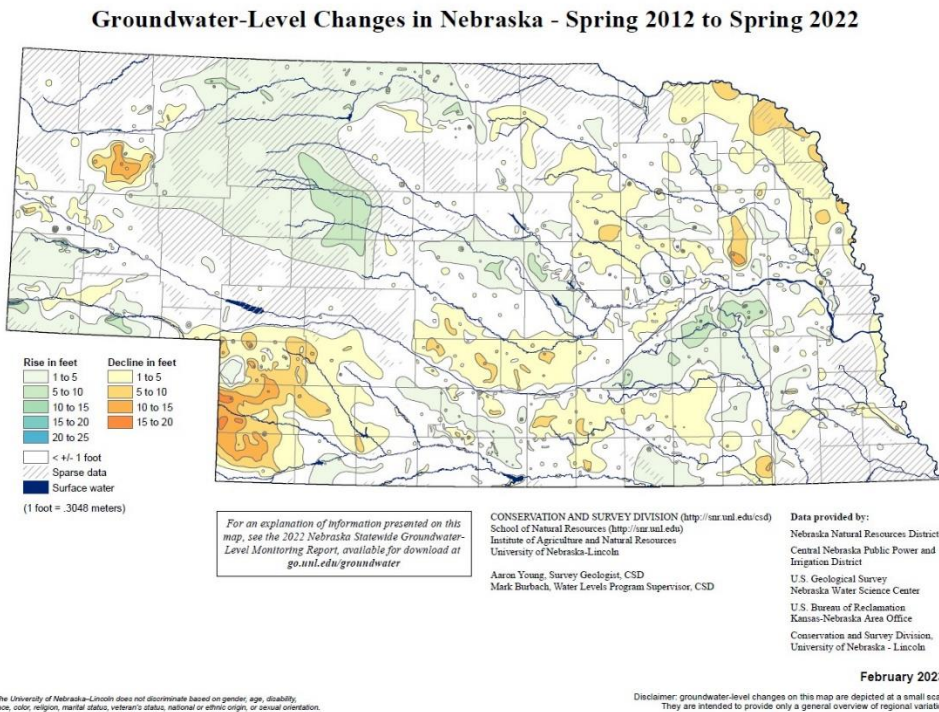 Groundwater-Level Changes in Nebraska - Spring 2012 to Spring 2022
Rise in feet
1 to 5
5 to 10
10 to 15
15 to 20
20 to 25
Decline in feet
1 to 5
5 to 10
10 to 15
15 to 20
< +/- 1 foot
Sparse data
Surface water
(1 foot = .3048 meters)
For an explanation of information presented on this
map, see the 2022 Nebraska Statewide Groundwater-
Level Monitoring Report, available for download at
go.unl.edu/groundwater
CONSERVATION AND SURVEY DIVISION (http://snr.unl.edu/csd)
School of Natural Resources (http://snr.unl.edu)
Institute of Agriculture and Natural Resources
University of Nebraska-Lincoln
Aaron Young, Survey Geologist, CSD
Mark Burbach, Water Levels Program Supervisor, CSD
Data provided by:
Nebraska Natural Resources District
Central Nebraska Public Power and
Irrigation District
U.S. Geological Survey
Nebraska Water Science Center
U.S. Bureau of Reclamation
Kansas-Nebraska Area Office
Conservation and Survey Division,
University of Nebraska - Lincoln
February 202
he University of Nebraska–Lincoln does not discriminate based on gender, age, disability,
ce, color, religion, marital status, veteran's status, national or ethnic origin, or sexual orientation.
Disclaimer: groundwater-level changes on this map are depicted at a small sca
They are intended to provide only a general overview of regional variati